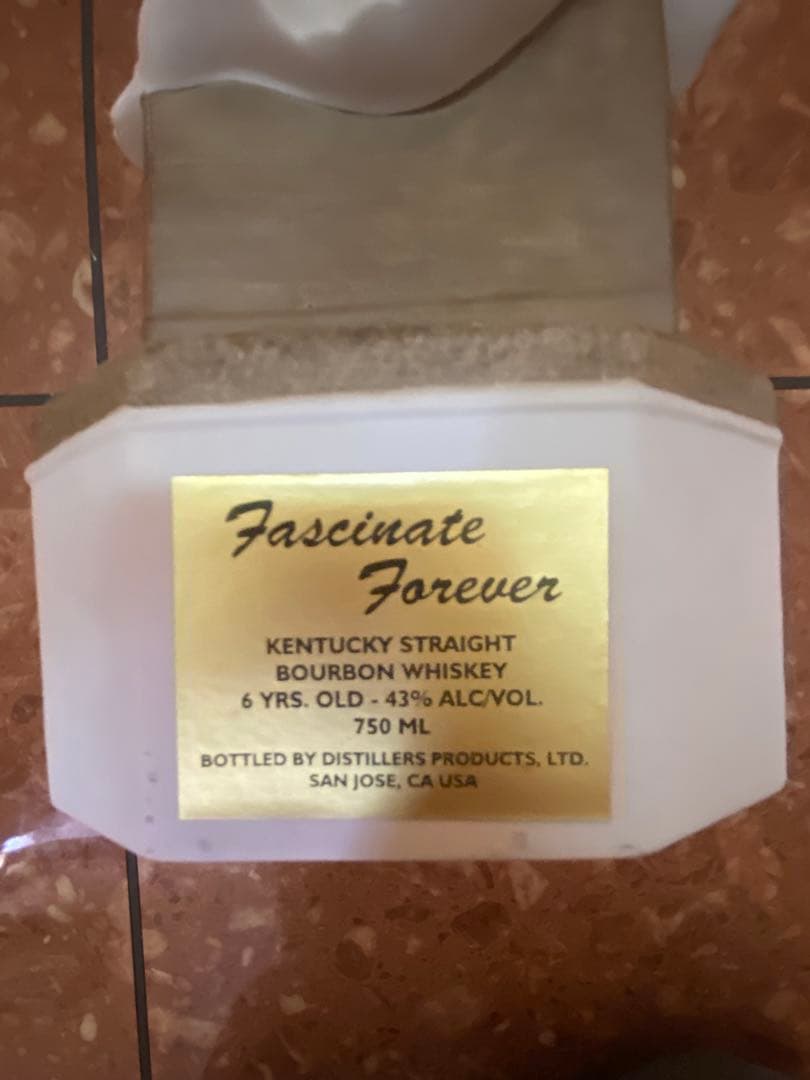 Fascinate
Forever
KENTUCKY STRAIGHT
BOURBON WHISKEY
6 YRS. OLD - 43% ALC/VOL.
750 ML
BOTTLED BY DISTILLERS PRODUCTS, LTD.
SAN JOSE, CA USA